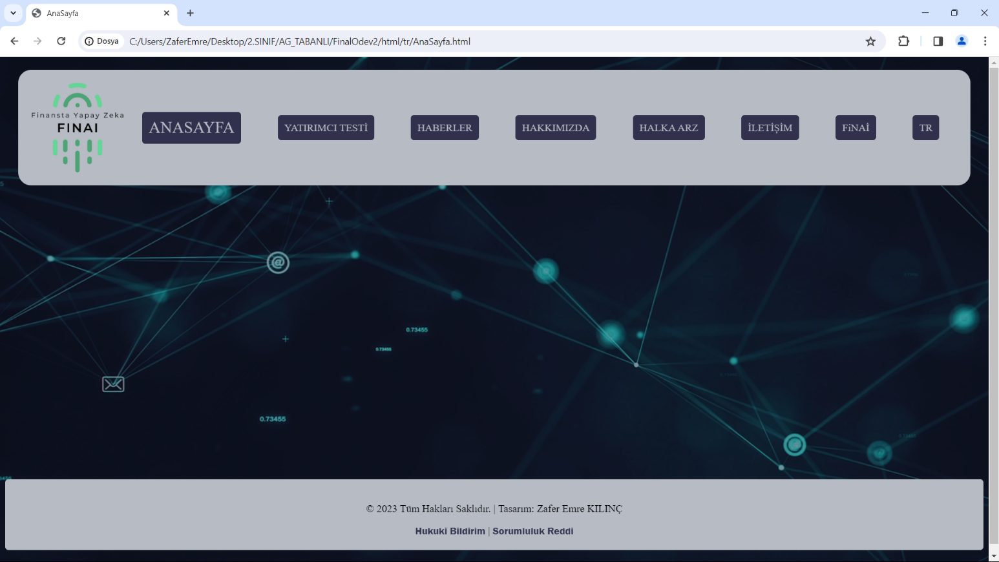 AnaSayfa
Dosya
C:/Users/ZaferEmre/Desktop/2.SINIF/AG_TABANLI/FinalOdev2/html/tr/AnaSayfa.html
Finansta Yapay Zeka
FINAI
ANASAYFA
YATIRIMCI TESTİ
HABERLER
HAKKIMIZDA
HALKA ARZ
İLETİŞİM
FiNAİ
TR
@
0.73455
0.73455
0.73455
© 2023 Tüm Hakları Saklıdır. | Tasarım: Zafer Emre KILINÇ
Hukuki Bildirim | Sorumluluk Reddi